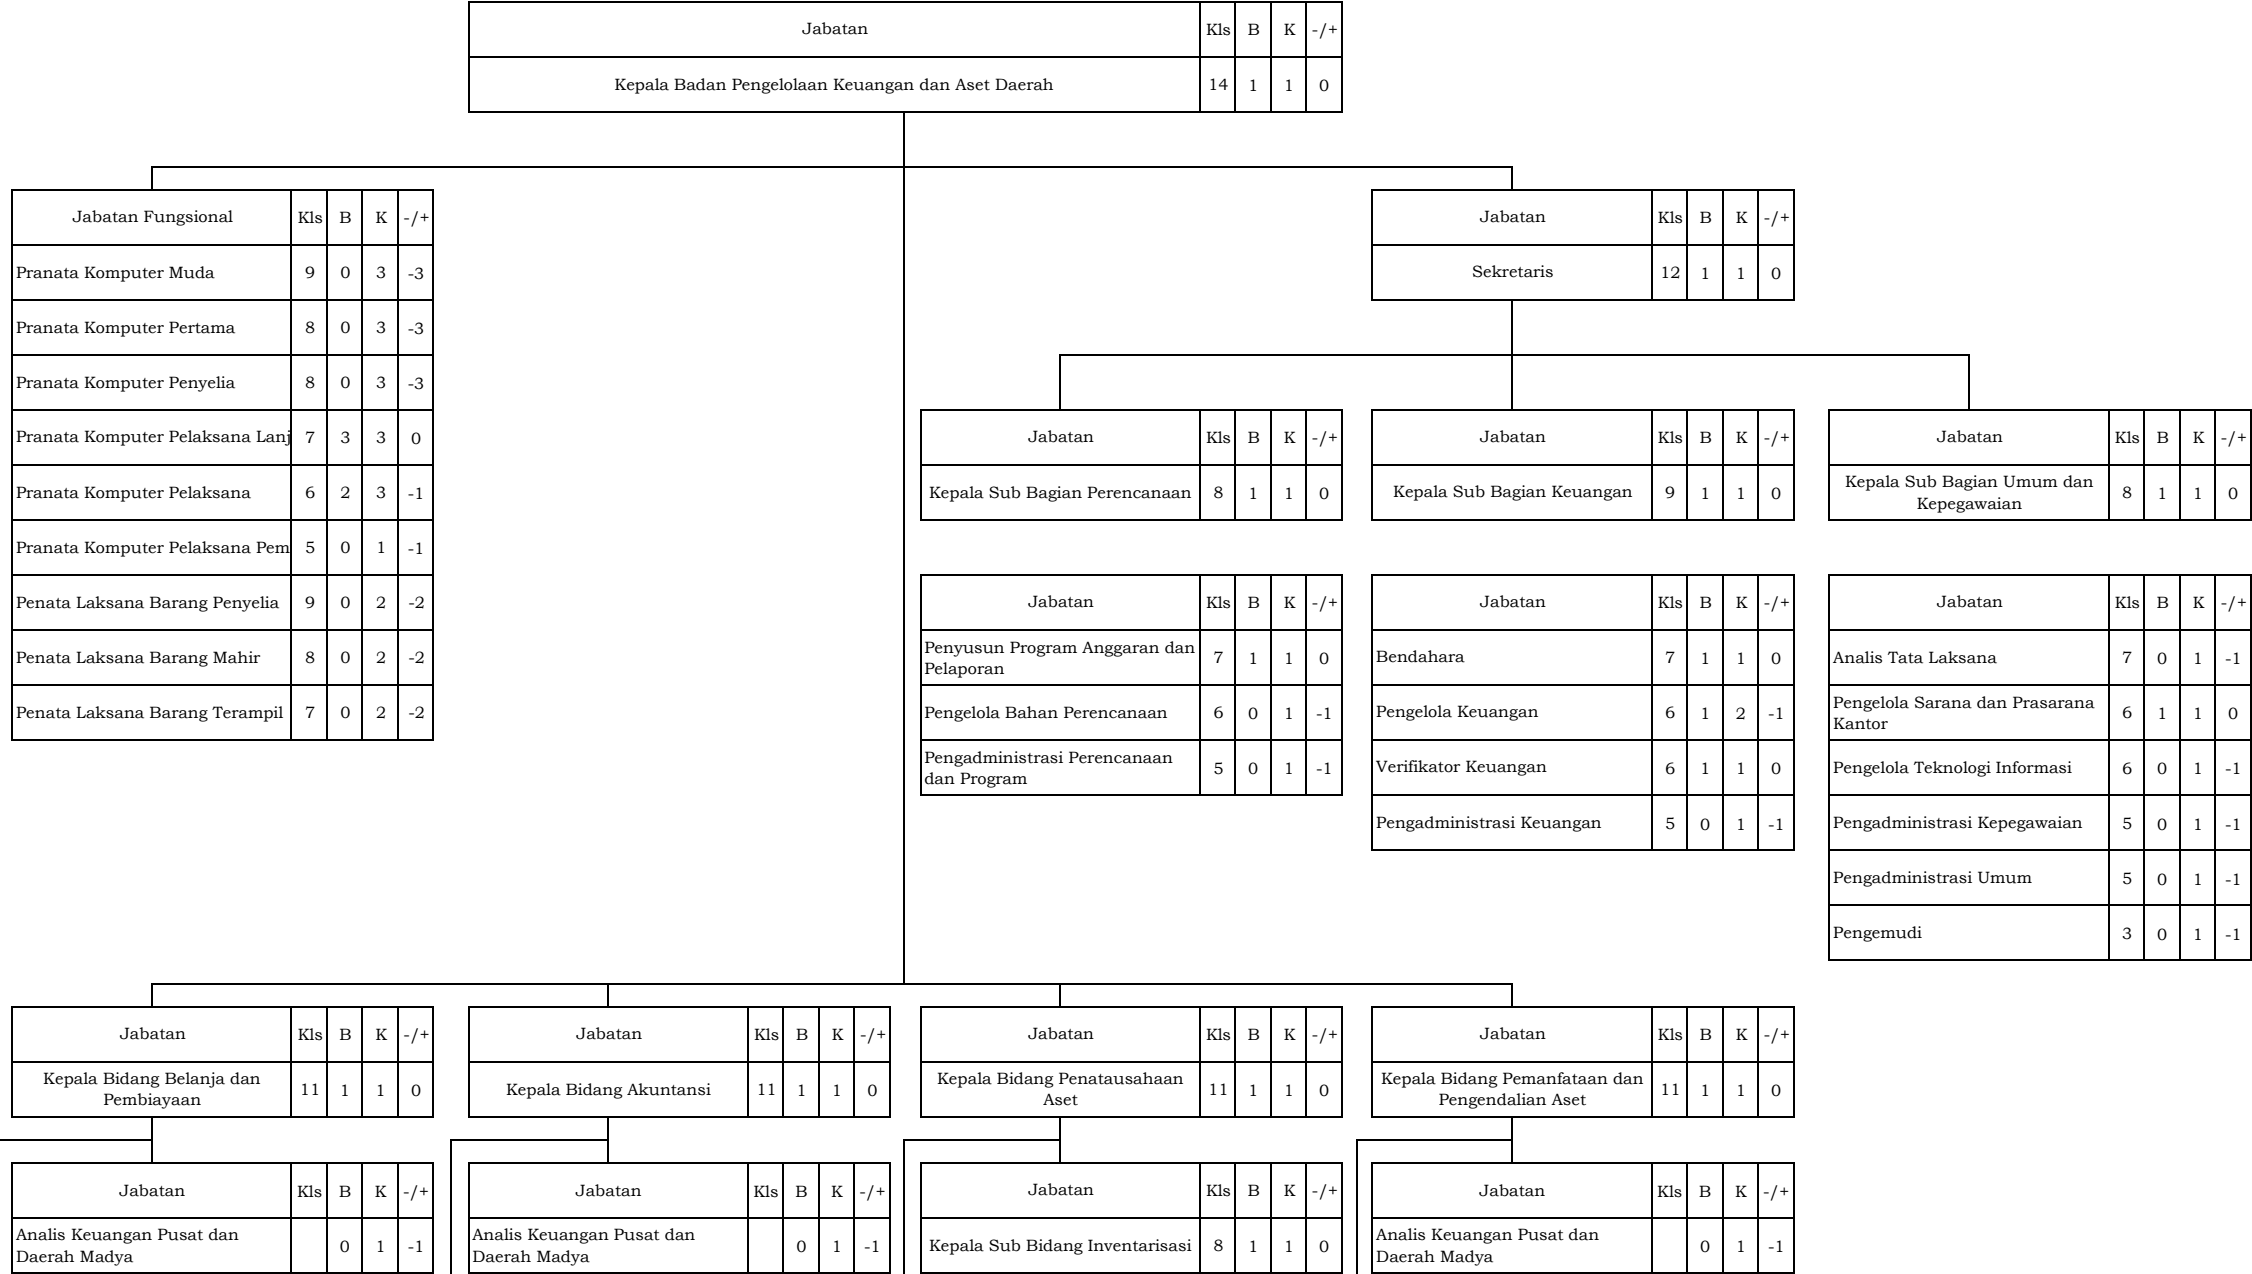 Jabatan Kls B K -/+
Kepala Badan Pengelolaan Keuangan dan Aset Daerah 14 1 1 0
Jabatan Fungsional Kls B K -/+
Pranata Komputer Muda 9 0 3 -3
Pranata Komputer Pertama 8 0 3 -3
Pranata Komputer Penyelia 8 0 3 -3
Pranata Komputer Pelaksana Lanj 7 3 3 0
Pranata Komputer Pelaksana 6 2 3 -1
Pranata Komputer Pelaksana Pem 5 0 1 -1
Penata Laksana Barang Penyelia 9 0 2 -2
Penata Laksana Barang Mahir 8 0 2 -2
Penata Laksana Barang Terampil 7 0 2 -2
Jabatan Kls B K -/+
Sekretaris 12 1 1 0
Jabatan Kls B K -/+
Kepala Sub Bagian Perencanaan 8 1 1 0
Jabatan Kls B K -/+
Kepala Sub Bagian Keuangan 9 1 1 0
Jabatan Kls B K -/+
Kepala Sub Bagian Umum dan
Kepegawaian 8 1 1 0
Jabatan Kls B K -/+
Penyusun Program Anggaran dan
Pelaporan 7 1 1 0
Pengelola Bahan Perencanaan 6 0 1 -1
Pengadministrasi Perencanaan
dan Program 5 0 1 -1
Jabatan Kls B K -/+
Bendahara 7 1 1 0
Pengelola Keuangan 6 1 2 -1
Verifikator Keuangan 6 1 1 0
Pengadministrasi Keuangan 5 0 1 -1
Jabatan Kls B K -/+
Analis Tata Laksana 7 0 1 -1
Pengelola Sarana dan Prasarana
Kantor 6 1 1 0
Pengelola Teknologi Informasi 6 0 1 -1
Pengadministrasi Kepegawaian 5 0 1 -1
Pengadministrasi Umum 5 0 1 -1
Pengemudi 3 0 1 -1
Jabatan Kls B K -/+
Kepala Bidang Belanja dan
Pembiayaan 11 1 1 0
Jabatan Kls B K -/+
Kepala Bidang Akuntansi 11 1 1 0
Jabatan Kls B K -/+
Kepala Bidang Penatausahaan
Aset 11 1 1 0
Jabatan Kls B K -/+
Kepala Bidang Pemanfataan dan
Pengendalian Aset 11 1 1 0
Jabatan Kls B K -/+
Analis Keuangan Pusat dan
Daerah Madya 0 1 -1
Jabatan Kls B K -/+
Analis Keuangan Pusat dan
Daerah Madya 0 1 -1
Jabatan Kls B K -/+
Kepala Sub Bidang Inventarisasi 8 1 1 0
Jabatan Kls B K -/+
Analis Keuangan Pusat dan
Daerah Madya 0 1 -1